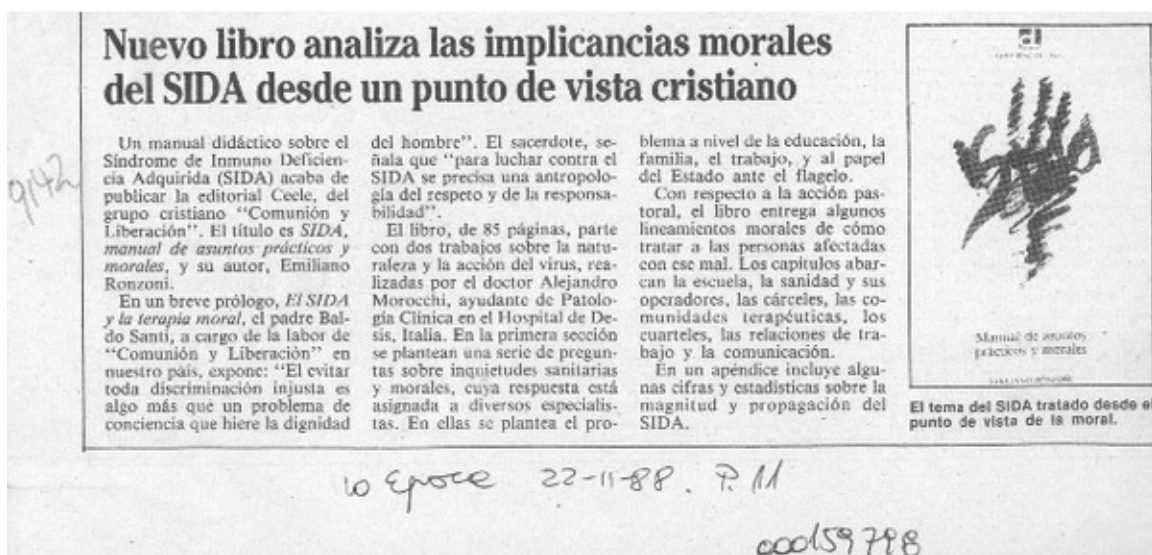 Nuevo libro analiza las implicancias morales
del SIDA desde un punto de vista cristiano
Un manual didáctico sobre el
Síndrome de Inmuno Deficien-
cia Adquirida (SIDA) acaba de
publicar la editorial Ceele, del
grupo cristiano "Comunión y
Liberación". El título es SIDA,
manual de asuntos prácticos y
morales, y su autor, Emiliano
Ronzoni.
En un breve prólogo, El SIDA
y la terapia moral, el padre Bal-
do Santi, a cargo de la labor de
"Comunión y Liberación" en
nuestro país, expone: "El evitar
toda discriminación injusta es
algo más que un problema de
conciencia que hiere la dignidad
del hombre". El sacerdote, se-
ñala que "para luchar contra el
SIDA se precisa una antropolo-
gía del respeto y de la responsa-
bilidad".
El libro, de 85 páginas, parte
con dos trabajos sobre la natu-
raleza y la acción del virus, rea-
lizadas por el doctor Alejandro
Morocchi, ayudante de Patolo-
gía Clínica en el Hospital de De-
sis, Italia. En la primera sección
se plantean una serie de pregun-
tas sobre inquietudes sanitarias
y morales, cuya respuesta está
asignada a diversos especialis-
tas. En ellas se plantea el pro-
blema a nivel de la educación, la
familia, el trabajo, y al papel
del Estado ante el flagelo.
Con respecto a la acción pas-
toral, el libro entrega algunos
lineamientos morales de cómo
tratar a las personas afectadas
con ese mal. Los capítulos abar-
can la escuela, la sanidad y sus
operadores, las cárceles, las co-
munidades terapéuticas, los
cuarteles, las relaciones de tra-
bajo y la comunicación.
En un apéndice incluye algu-
nas cifras y estadísticas sobre la
magnitud y propagación del
SIDA.
Manual de asuntos
prácticos y morales
El tema del SIDA tratado desde el
punto de vista de la moral.
9142
La Epoca 22-11-88. P. 11
000159798